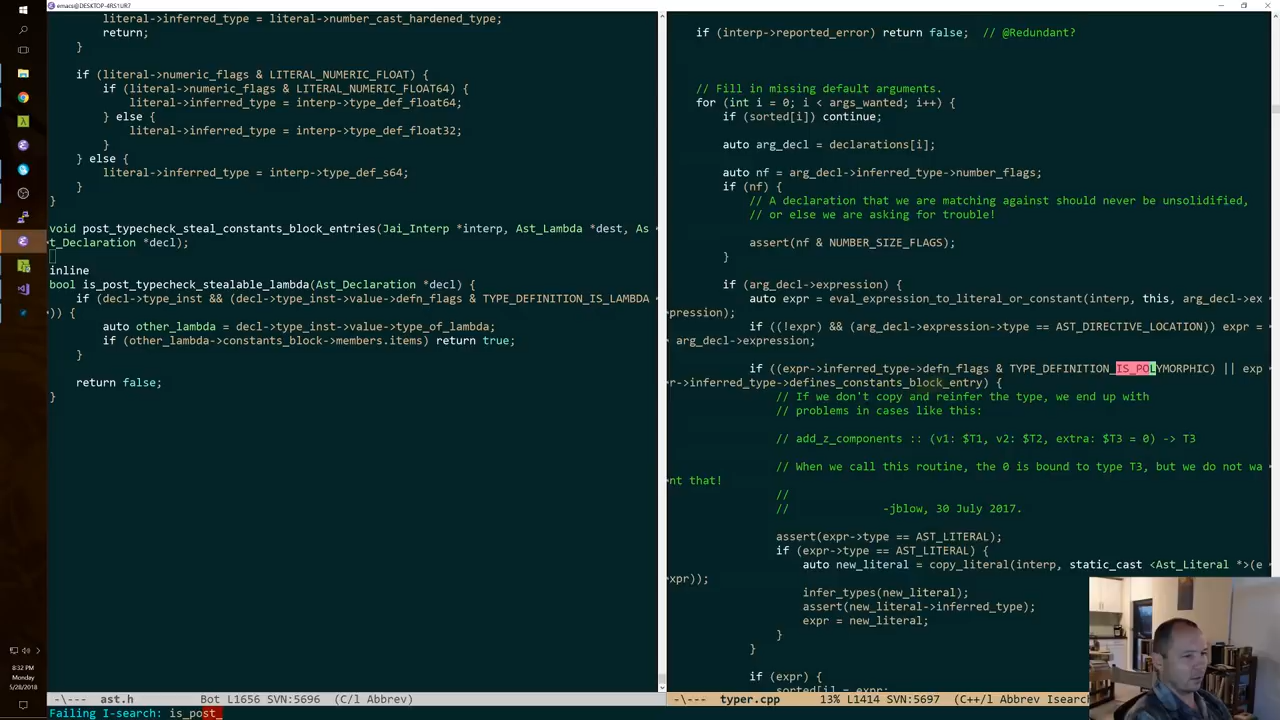 emacs@DESKTOP-4RS1UR7
literal->inferred_type = literal->number_cast_hardened_type;
return;
}
if (literal->numeric_flags & LITERAL_NUMERIC_FLOAT) {
if (literal->numeric_flags & LITERAL_NUMERIC_FLOAT64) {
literal->inferred_type = interp->type_def_float64;
} else {
literal->inferred_type = interp->type_def_float32;
}
} else {
literal->inferred_type = interp->type_def_s64;
}
}
void post_typecheck_steal_constants_block_entries(Jai_Interp *interp, Ast_Lambda *dest, As
t_Declaration *decl);
inline
bool is_post_typecheck_stealable_lambda(Ast_Declaration *decl) {
if (decl->type_inst && (decl->type_inst->value->defn_flags & TYPE_DEFINITION_IS_LAMBDA
)) {
auto other_lambda = decl->type_inst->value->type_of_lambda;
if (other_lambda->constants_block->members.items) return true;
}
return false;
}
-\--- ast.h Bot L1656 SVN:5696 (C/l Abbrev)
Failing I-search: is_post_
if (interp->reported_error) return false; // @Redundant?
// Fill in missing default arguments.
for (int i = 0; i < args_wanted; i++) {
if (sorted[i]) continue;
auto arg_decl = declarations[i];
auto nf = arg_decl->inferred_type->number_flags;
if (nf) {
// A declaration that we are matching against should never be unsolidified,
// or else we are asking for trouble!
assert(nf & NUMBER_SIZE_FLAGS);
}
if (arg_decl->expression) {
auto expr = eval_expression_to_literal_or_constant(interp, this, arg_decl->ex
pression);
if ((!expr) && (arg_decl->expression->type == AST_DIRECTIVE_LOCATION)) expr =
arg_decl->expression;
if ((expr->inferred_type->defn_flags & TYPE_DEFINITION_IS_POLYMORPHIC) || exp
r->inferred_type->defines_constants_block_entry) {
// If we don't copy and reinfer the type, we end up with
// problems in cases like this:
// add_z_components :: (v1: $T1, v2: $T2, extra: $T3 = 0) -> T3
// When we call this routine, the 0 is bound to type T3, but we do not wa
nt that!
//
// -jblow, 30 July 2017.
assert(expr->type == AST_LITERAL);
if (expr->type == AST_LITERAL) {
auto new_literal = copy_literal(interp, static_cast <Ast_Literal *>(e
xpr));
infer_types(new_literal);
assert(new_literal->inferred_type);
expr = new_literal;
}
}
if (expr) {
sorted[i] = expr;
-\--- typer.cpp 13% L1414 SVN:5697 (C++/l Abbrev Isearch
8:32 PM
Monday
5/28/2018